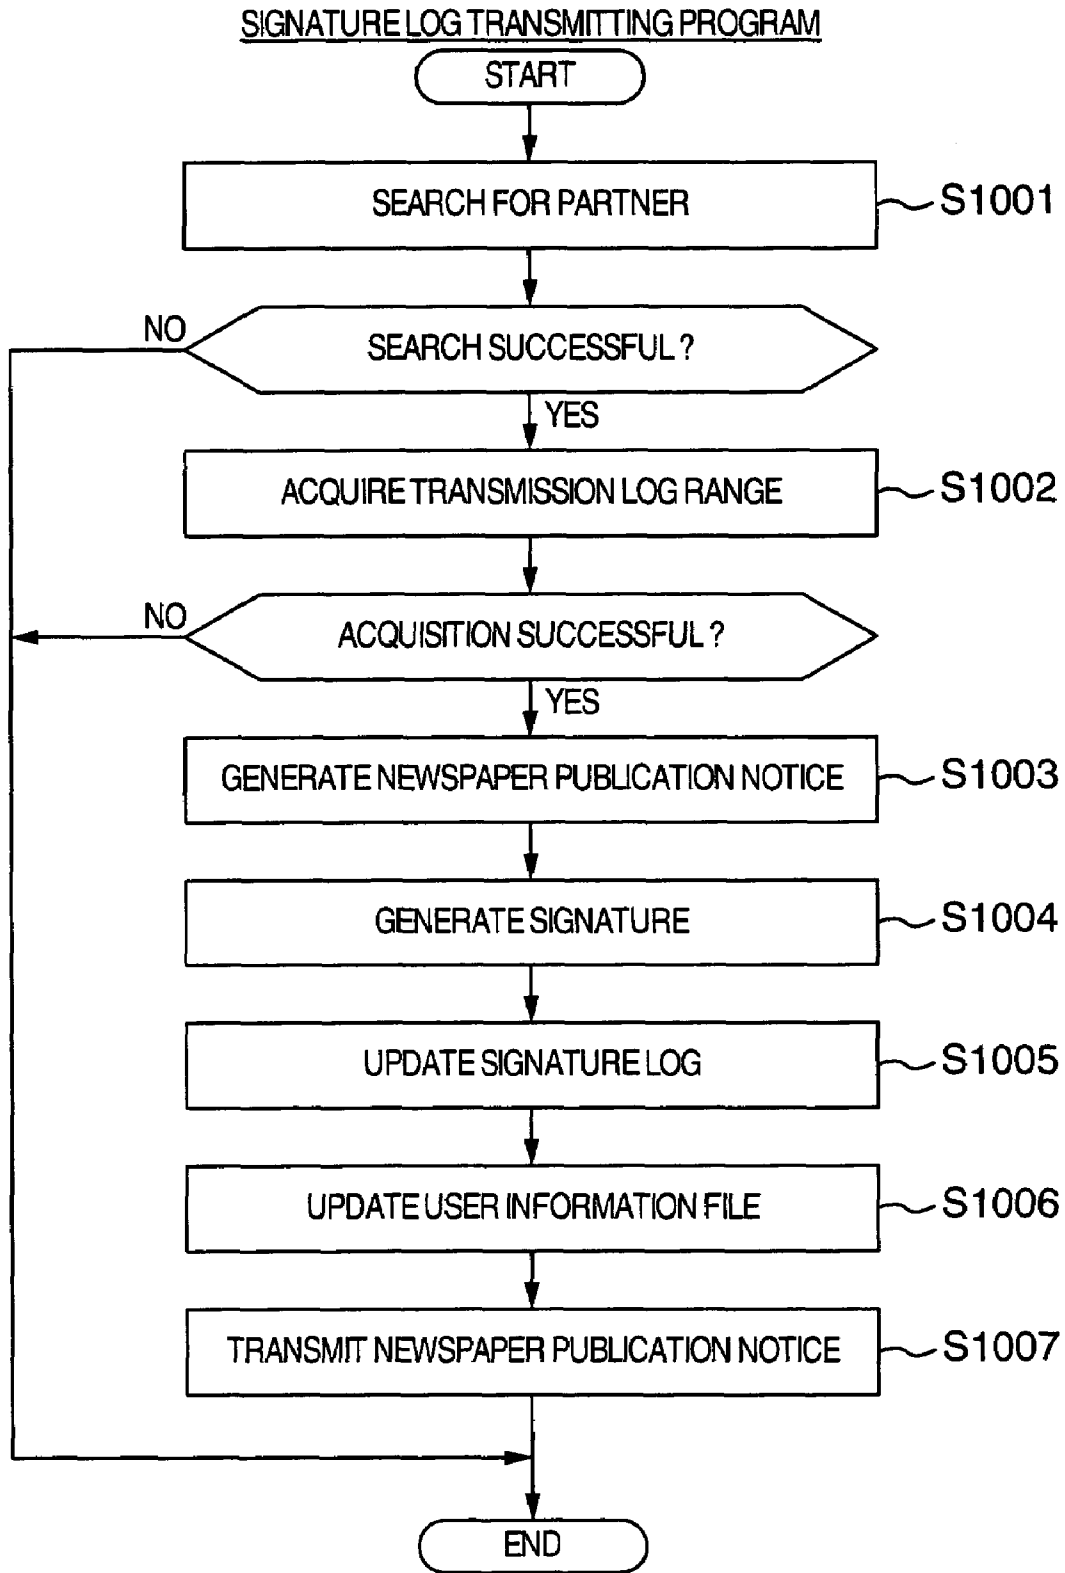 SIGNATURE LOG TRANSMITTING PROGRAM
START
SEARCH FOR PARTNER
S1001
NO
SEARCH SUCCESSFUL ?
YES
ACQUIRE TRANSMISSION LOG RANGE
S1002
NO
ACQUISITION SUCCESSFUL ?
YES
GENERATE NEWSPAPER PUBLICATION NOTICE
S1003
GENERATE SIGNATURE
S1004
UPDATE SIGNATURE LOG
S1005
UPDATE USER INFORMATION FILE
S1006
TRANSMIT NEWSPAPER PUBLICATION NOTICE
S1007
END